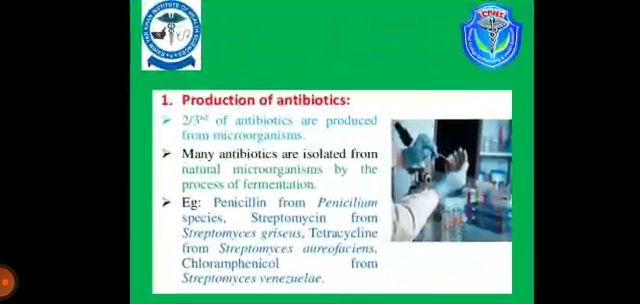 ICPHS
1. Production of antibiotics:
➢ 2/3ʳᵈ of antibiotics are produced
from microorganisms.
➢ Many antibiotics are isolated from
natural microorganisms by the
process of fermentation.
➢ Eg: Penicillin from Penicilium
species, Streptomycin from
Streptomyces griseus, Tetracycline
from Streptomyces aureofaciens,
Chloramphenicol from
Streptomyces venezuelae.